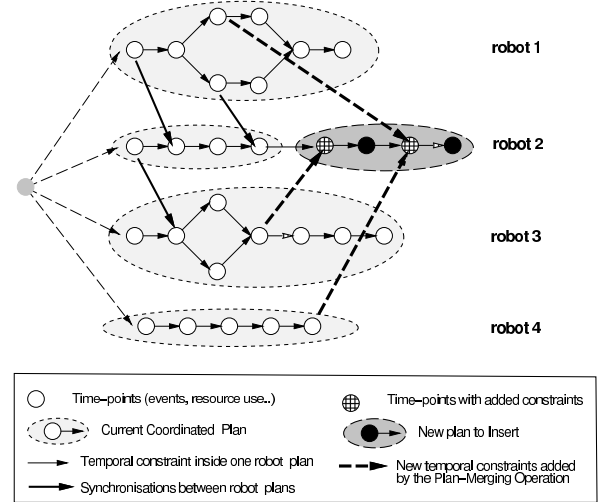 robot 1
robot 2
robot 3
robot 4
Time–points (events, resource use..)
Time–points with added constraints
Current Coordinated Plan
New plan to Insert
Temporal constraint inside one robot plan
New temporal constraints added
by the Plan–Merging Operation
Synchronisations between robot plans